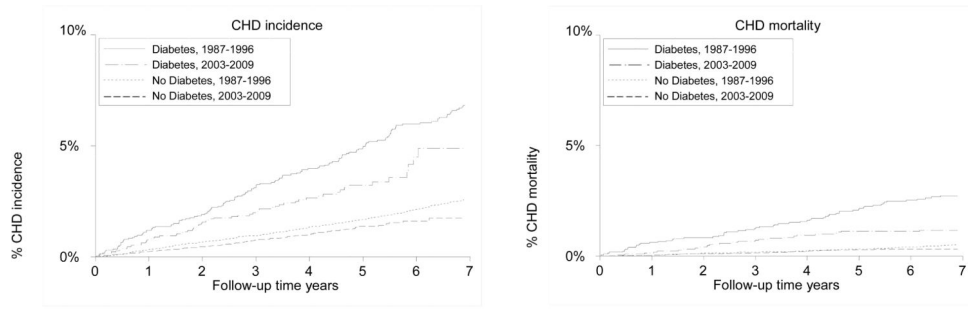 CHD incidence
10%
Diabetes, 1987-1996
Diabetes, 2003-2009
No Diabetes, 1987-1996
No Diabetes, 2003-2009
5%
0%
% CHD incidence
0 1 2 3 4 5 6 7
Follow-up time years
CHD mortality
10%
Diabetes, 1987-1996
Diabetes, 2003-2009
No Diabetes, 1987-1996
No Diabetes, 2003-2009
5%
0%
% CHD mortality
0 1 2 3 4 5 6 7
Follow-up time years